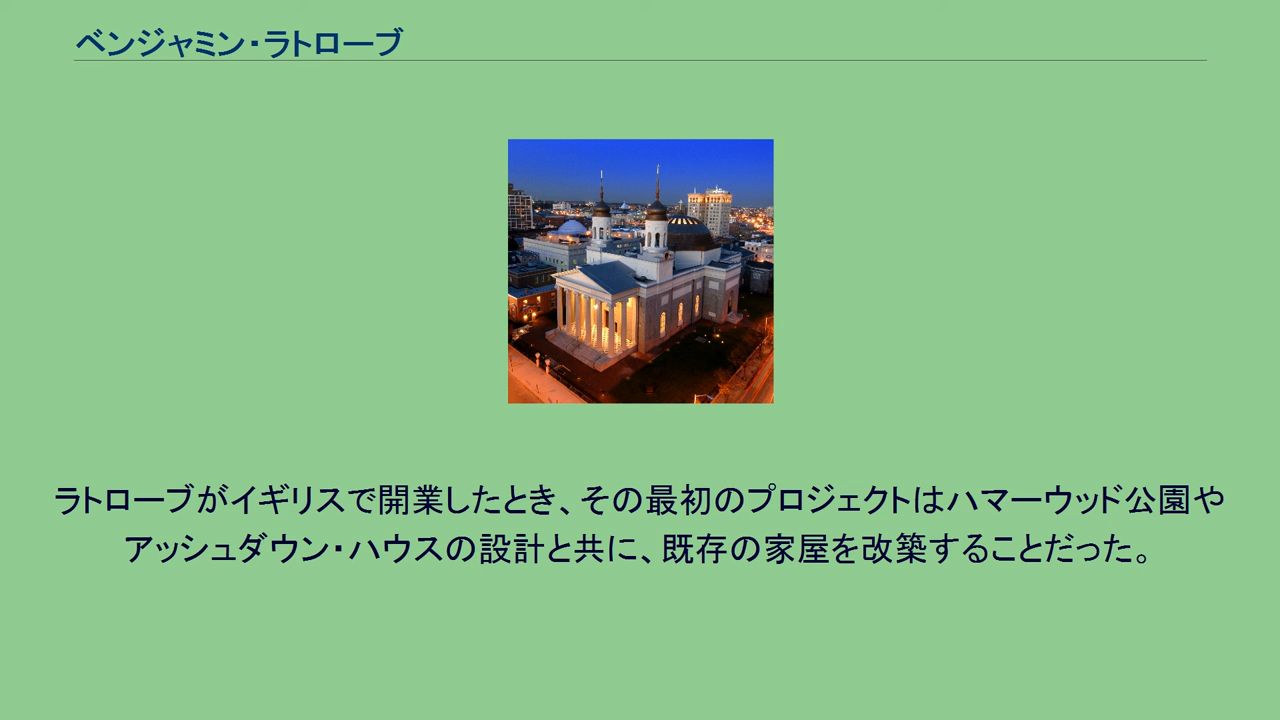 ベンジャミン・ラトローブ
ラトローブがイギリスで開業したとき、その最初のプロジェクトはハマーウッド公園や
アッシュダウン・ハウスの設計と共に、既存の家屋を改築することだった。